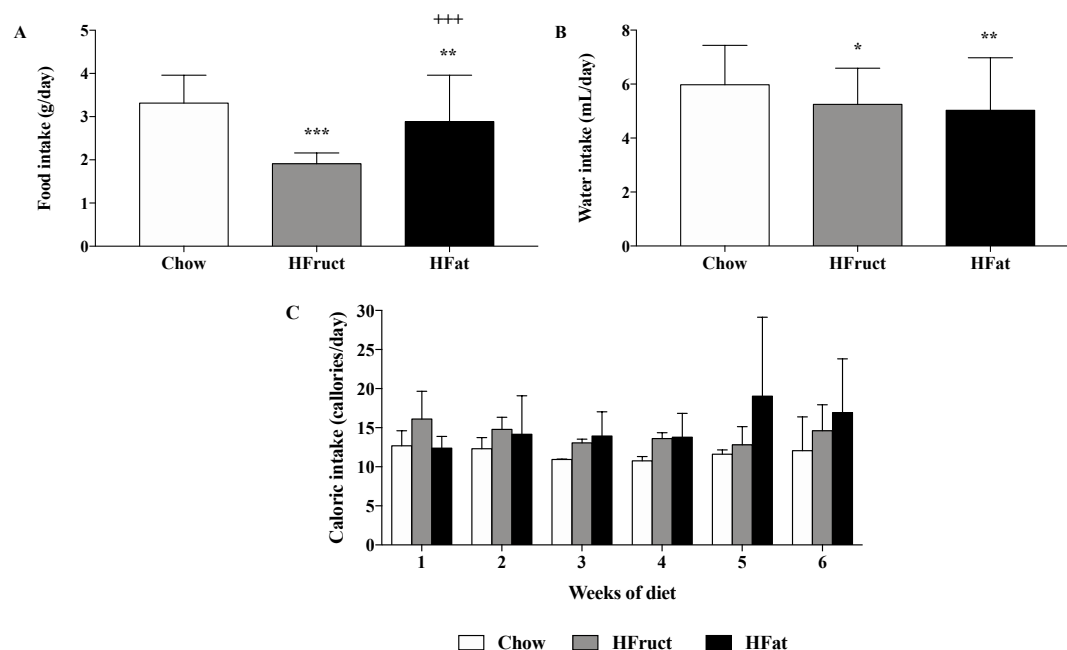 A
Food intake (g/day)
5
4
3
2
1
0
***
+++
**
Chow HFruct HFat
B
Water intake (mL/day)
8
6
4
2
0
*
**
Chow HFruct HFat
C
Caloric intake (callories/day)
30
25
20
15
10
5
0
1 2 3 4 5 6
Weeks of diet
Chow HFruct HFat